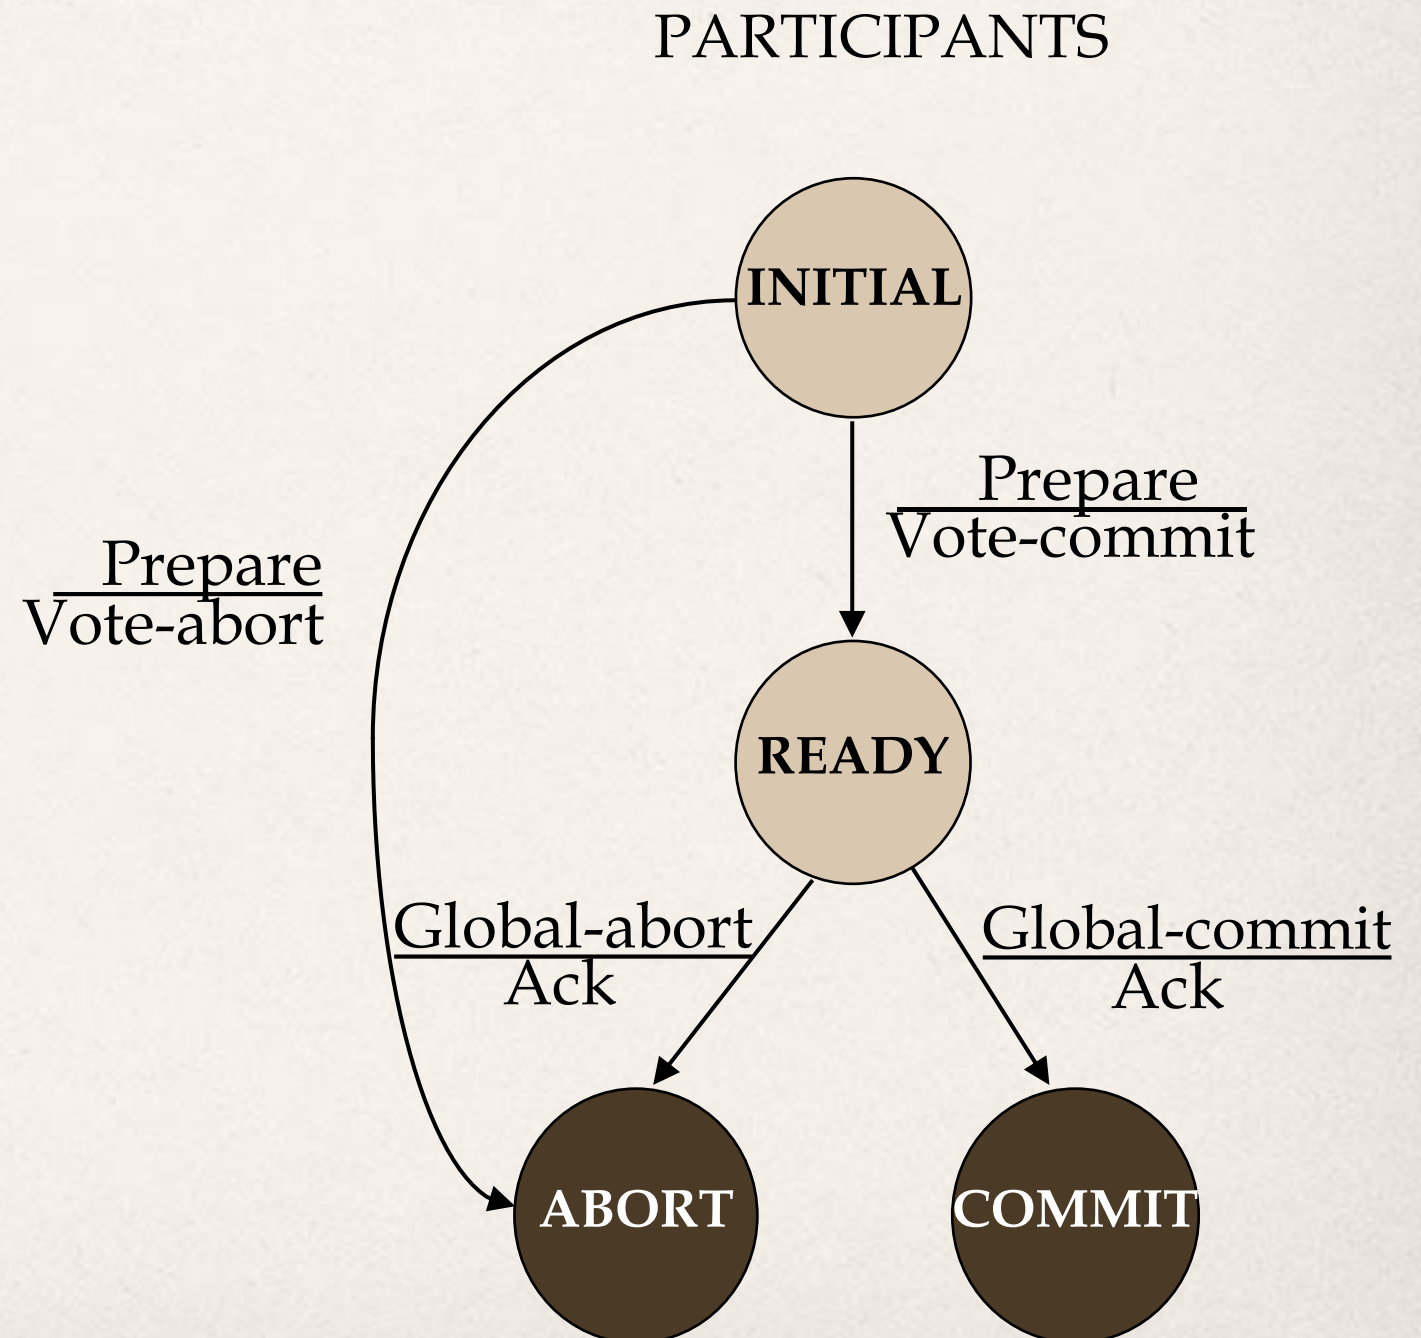 PARTICIPANTS
INITIAL
Prepare
Vote-commit
Prepare
Vote-abort
READY
Global-abort
Ack
Global-commit
Ack
ABORT
COMMIT